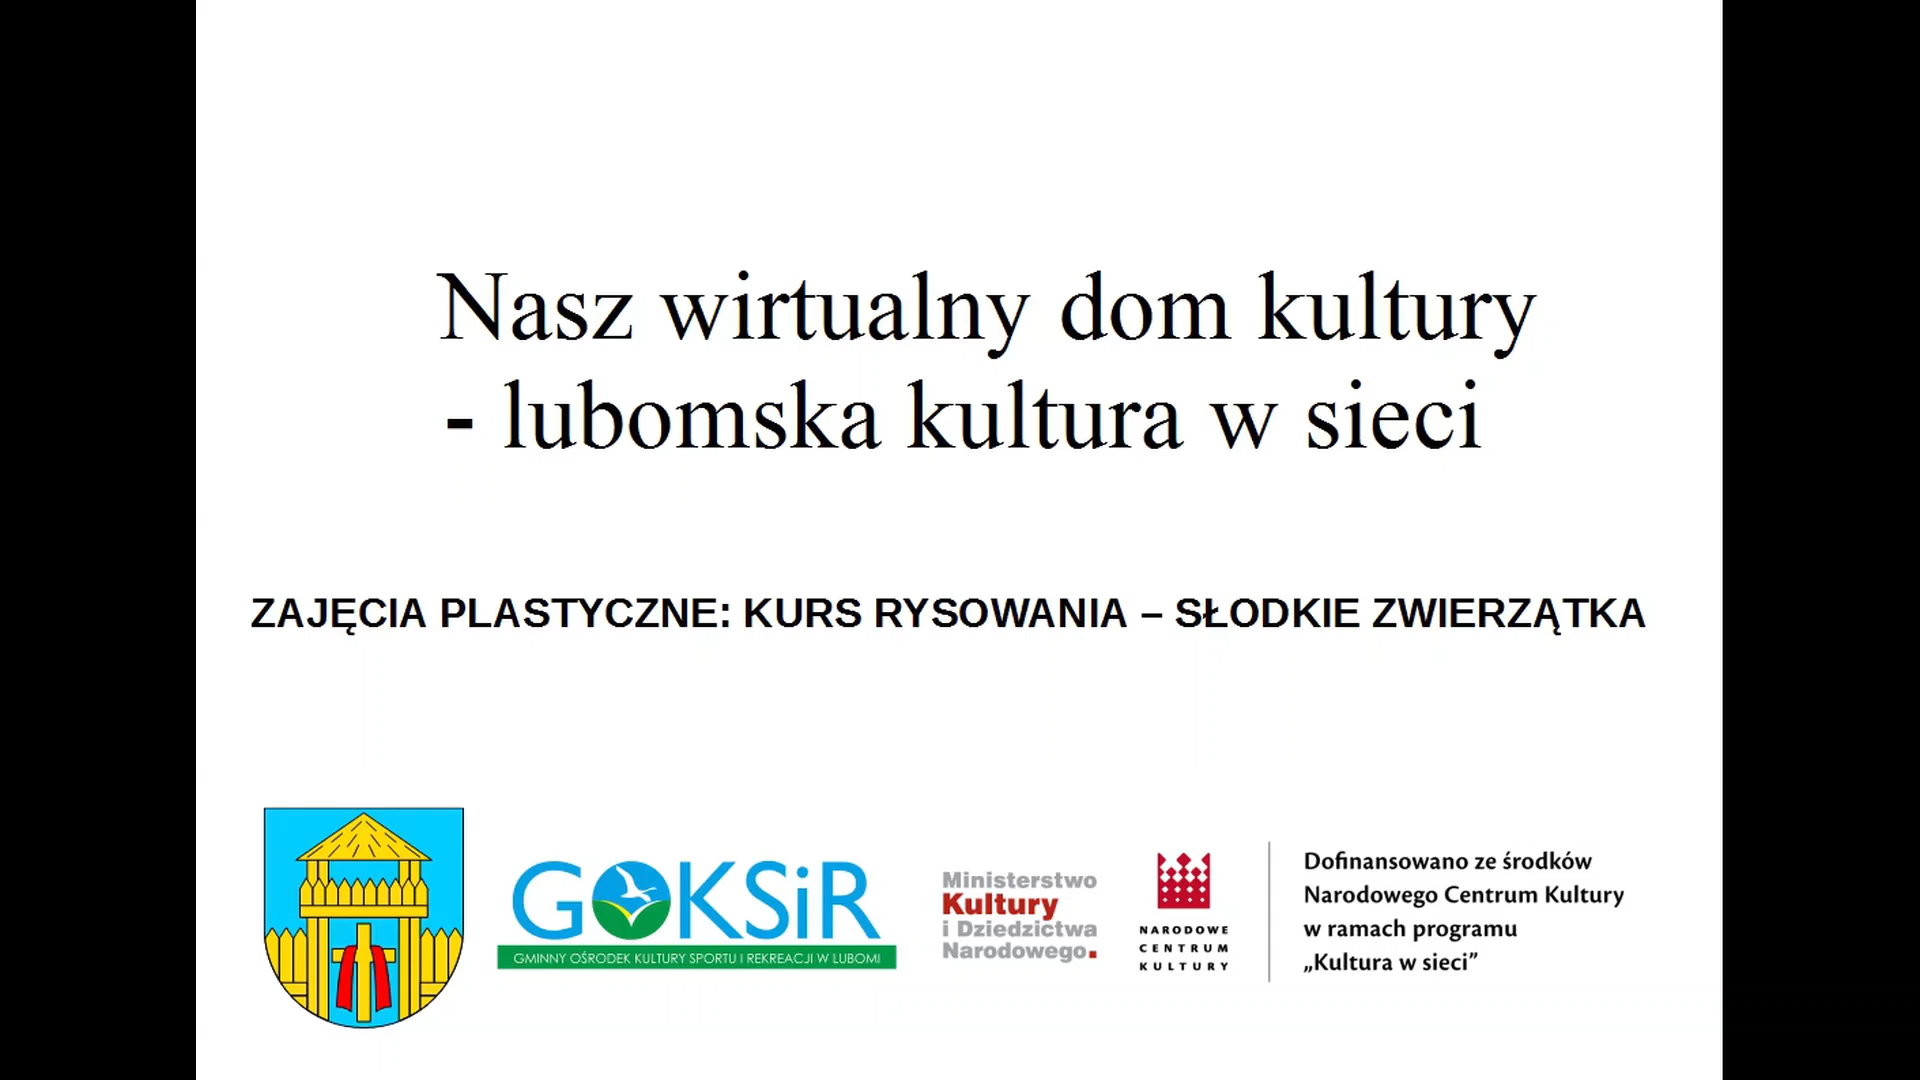 Nasz wirtualny dom kultury
- lubomska kultura w sieci
ZAJĘCIA PLASTYCZNE: KURS RYSOWANIA – SŁODKIE ZWIERZĄTKA
GOKSiR
GMINNY OŚRODEK KULTURY SPORTU I REKREACJI W LUBOMI
Ministerstwo
Kultury
i Dziedzictwa
Narodowego.
NARODOWE
CENTRUM
KULTURY
Dofinansowano ze środków
Narodowego Centrum Kultury
w ramach programu
„Kultura w sieci”